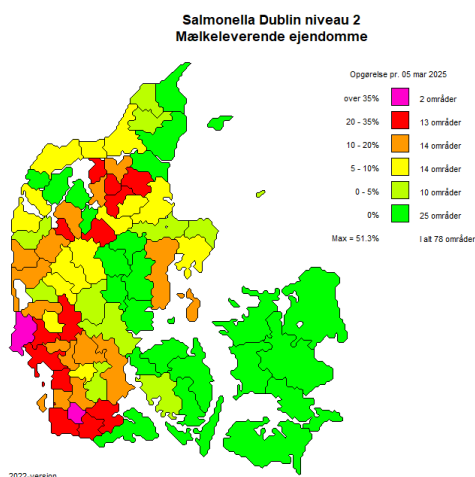 Salmonella Dublin niveau 2
Mælkeleverende ejendomme
Opgørelse pr. 05 mar 2025
over 35% 2 områder
20 - 35% 13 områder
10 - 20% 14 områder
5 - 10% 14 områder
0 - 5% 10 områder
0% 25 områder
Max = 51.3% I alt 78 områder
2022-version